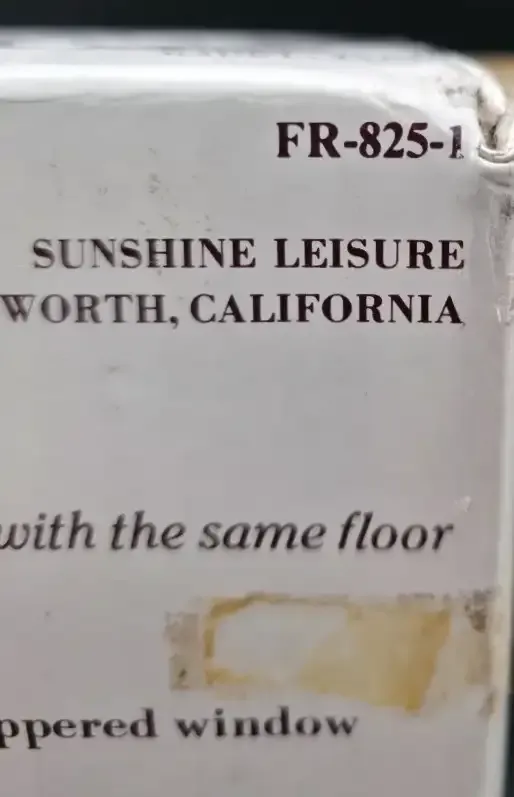 FR-825-1
SUNSHINE LEISURE
WORTH, CALIFORNIA
with the same floor
ppered window